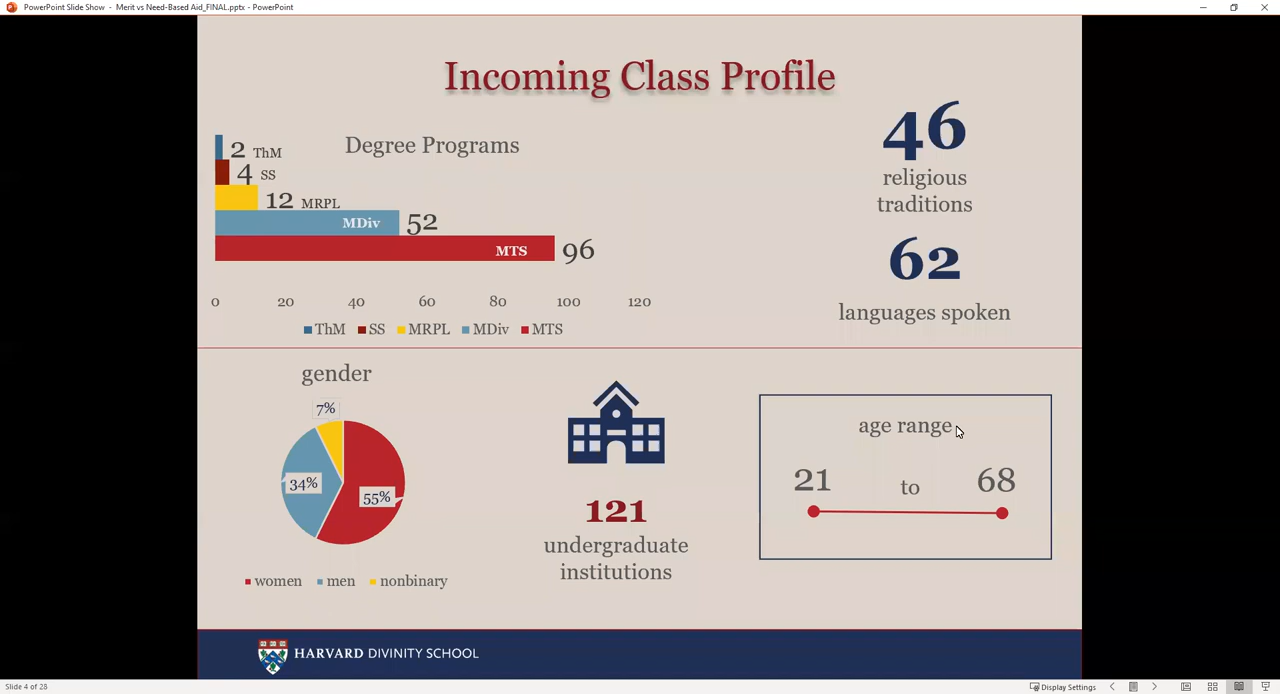 PowerPoint Slide Show - Merit vs Need-Based Aid_FINAL.pptx - PowerPoint
Incoming Class Profile
Degree Programs
2 ThM
4 SS
12 MRPL
MDiv 52
MTS 96
0 20 40 60 80 100 120
ThM SS MRPL MDiv MTS
46
religious
traditions
62
languages spoken
gender
7%
34%
55%
women men nonbinary
121
undergraduate
institutions
age range
21 to 68
HARVARD DIVINITY SCHOOL
Slide 4 of 28
Display Settings